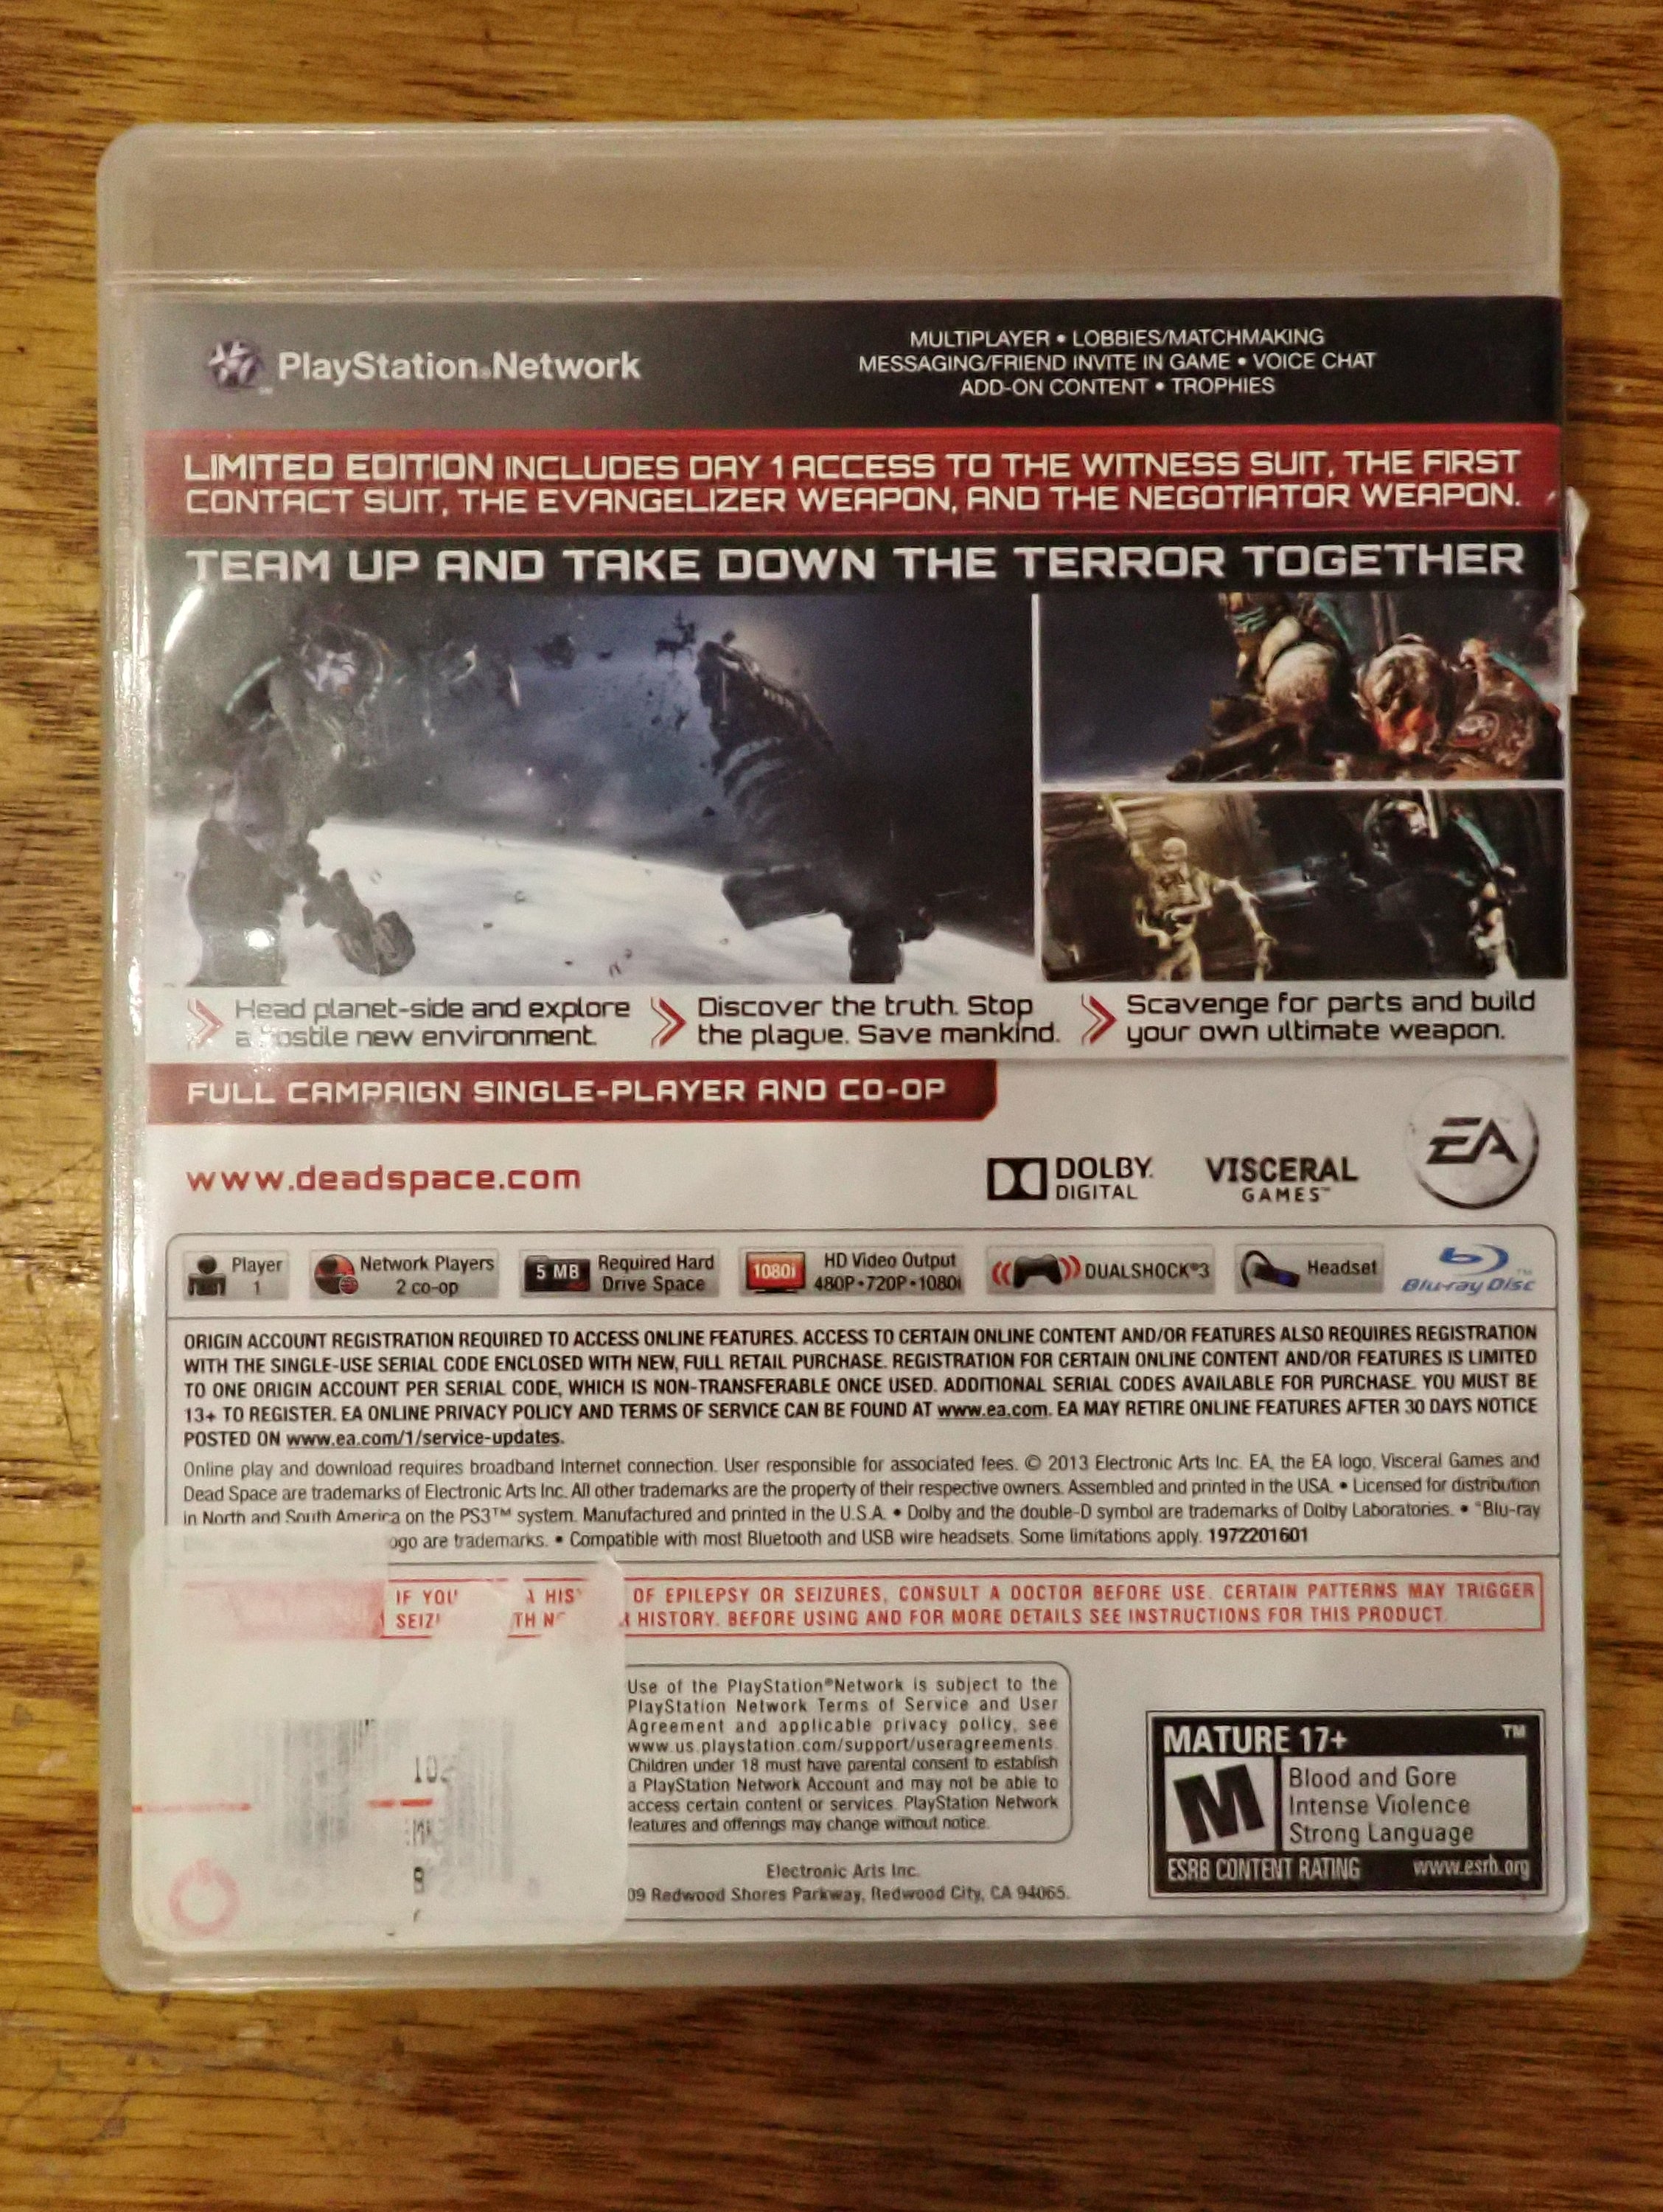 PlayStation®Network
MULTIPLAYER • LOBBIES/MATCHMAKING
MESSAGING/FRIEND INVITE IN GAME • VOICE CHAT
ADD-ON CONTENT • TROPHIES
LIMITED EDITION INCLUDES DAY 1 ACCESS TO THE WITNESS SUIT, THE FIRST
CONTACT SUIT, THE EVANGELIZER WEAPON, AND THE NEGOTIATOR WEAPON.
TEAM UP AND TAKE DOWN THE TERROR TOGETHER
Head planet-side and explore
a hostile new environment.
Discover the truth. Stop
the plague. Save mankind.
Scavenge for parts and build
your own ultimate weapon.
FULL CAMPAIGN SINGLE-PLAYER AND CO-OP
www.deadspace.com
DOLBY
DIGITAL
VISCERAL
GAMES™
EA
Player
1
Network Players
2 co-op
5 MB
Required Hard
Drive Space
1080i
HD Video Output
480P•720P•1080i
DUALSHOCK®3
Headset
Blu-ray Disc™
ORIGIN ACCOUNT REGISTRATION REQUIRED TO ACCESS ONLINE FEATURES. ACCESS TO CERTAIN ONLINE CONTENT AND/OR FEATURES ALSO REQUIRES REGISTRATION
WITH THE SINGLE-USE SERIAL CODE ENCLOSED WITH NEW, FULL RETAIL PURCHASE. REGISTRATION FOR CERTAIN ONLINE CONTENT AND/OR FEATURES IS LIMITED
TO ONE ORIGIN ACCOUNT PER SERIAL CODE, WHICH IS NON-TRANSFERABLE ONCE USED. ADDITIONAL SERIAL CODES AVAILABLE FOR PURCHASE. YOU MUST BE
13+ TO REGISTER. EA ONLINE PRIVACY POLICY AND TERMS OF SERVICE CAN BE FOUND AT www.ea.com. EA MAY RETIRE ONLINE FEATURES AFTER 30 DAYS NOTICE
POSTED ON www.ea.com/1/service-updates.
Online play and download requires broadband Internet connection. User responsible for associated fees. © 2013 Electronic Arts Inc. EA, the EA logo, Visceral Games and
Dead Space are trademarks of Electronic Arts Inc. All other trademarks are the property of their respective owners. Assembled and printed in the USA. • Licensed for distribution
in North and South America on the PS3™ system. Manufactured and printed in the U.S.A. • Dolby and the double-D symbol are trademarks of Dolby Laboratories. • "Blu-ray
ogo are trademarks. • Compatible with most Bluetooth and USB wire headsets. Some limitations apply. 1972201601
IF YOU A HIS OF EPILEPSY OR SEIZURES, CONSULT A DOCTOR BEFORE USE. CERTAIN PATTERNS MAY TRIGGER
SEIZ TH N R HISTORY. BEFORE USING AND FOR MORE DETAILS SEE INSTRUCTIONS FOR THIS PRODUCT.
Use of the PlayStation®Network is subject to the
PlayStation Network Terms of Service and User
Agreement and applicable privacy policy, see
www.us.playstation.com/support/useragreements.
Children under 18 must have parental consent to establish
a PlayStation Network Account and may not be able to
access certain content or services. PlayStation Network
features and offerings may change without notice.
Electronic Arts Inc.
09 Redwood Shores Parkway, Redwood City, CA 94065.
MATURE 17+ ™
M
Blood and Gore
Intense Violence
Strong Language
ESRB CONTENT RATING www.esrb.org